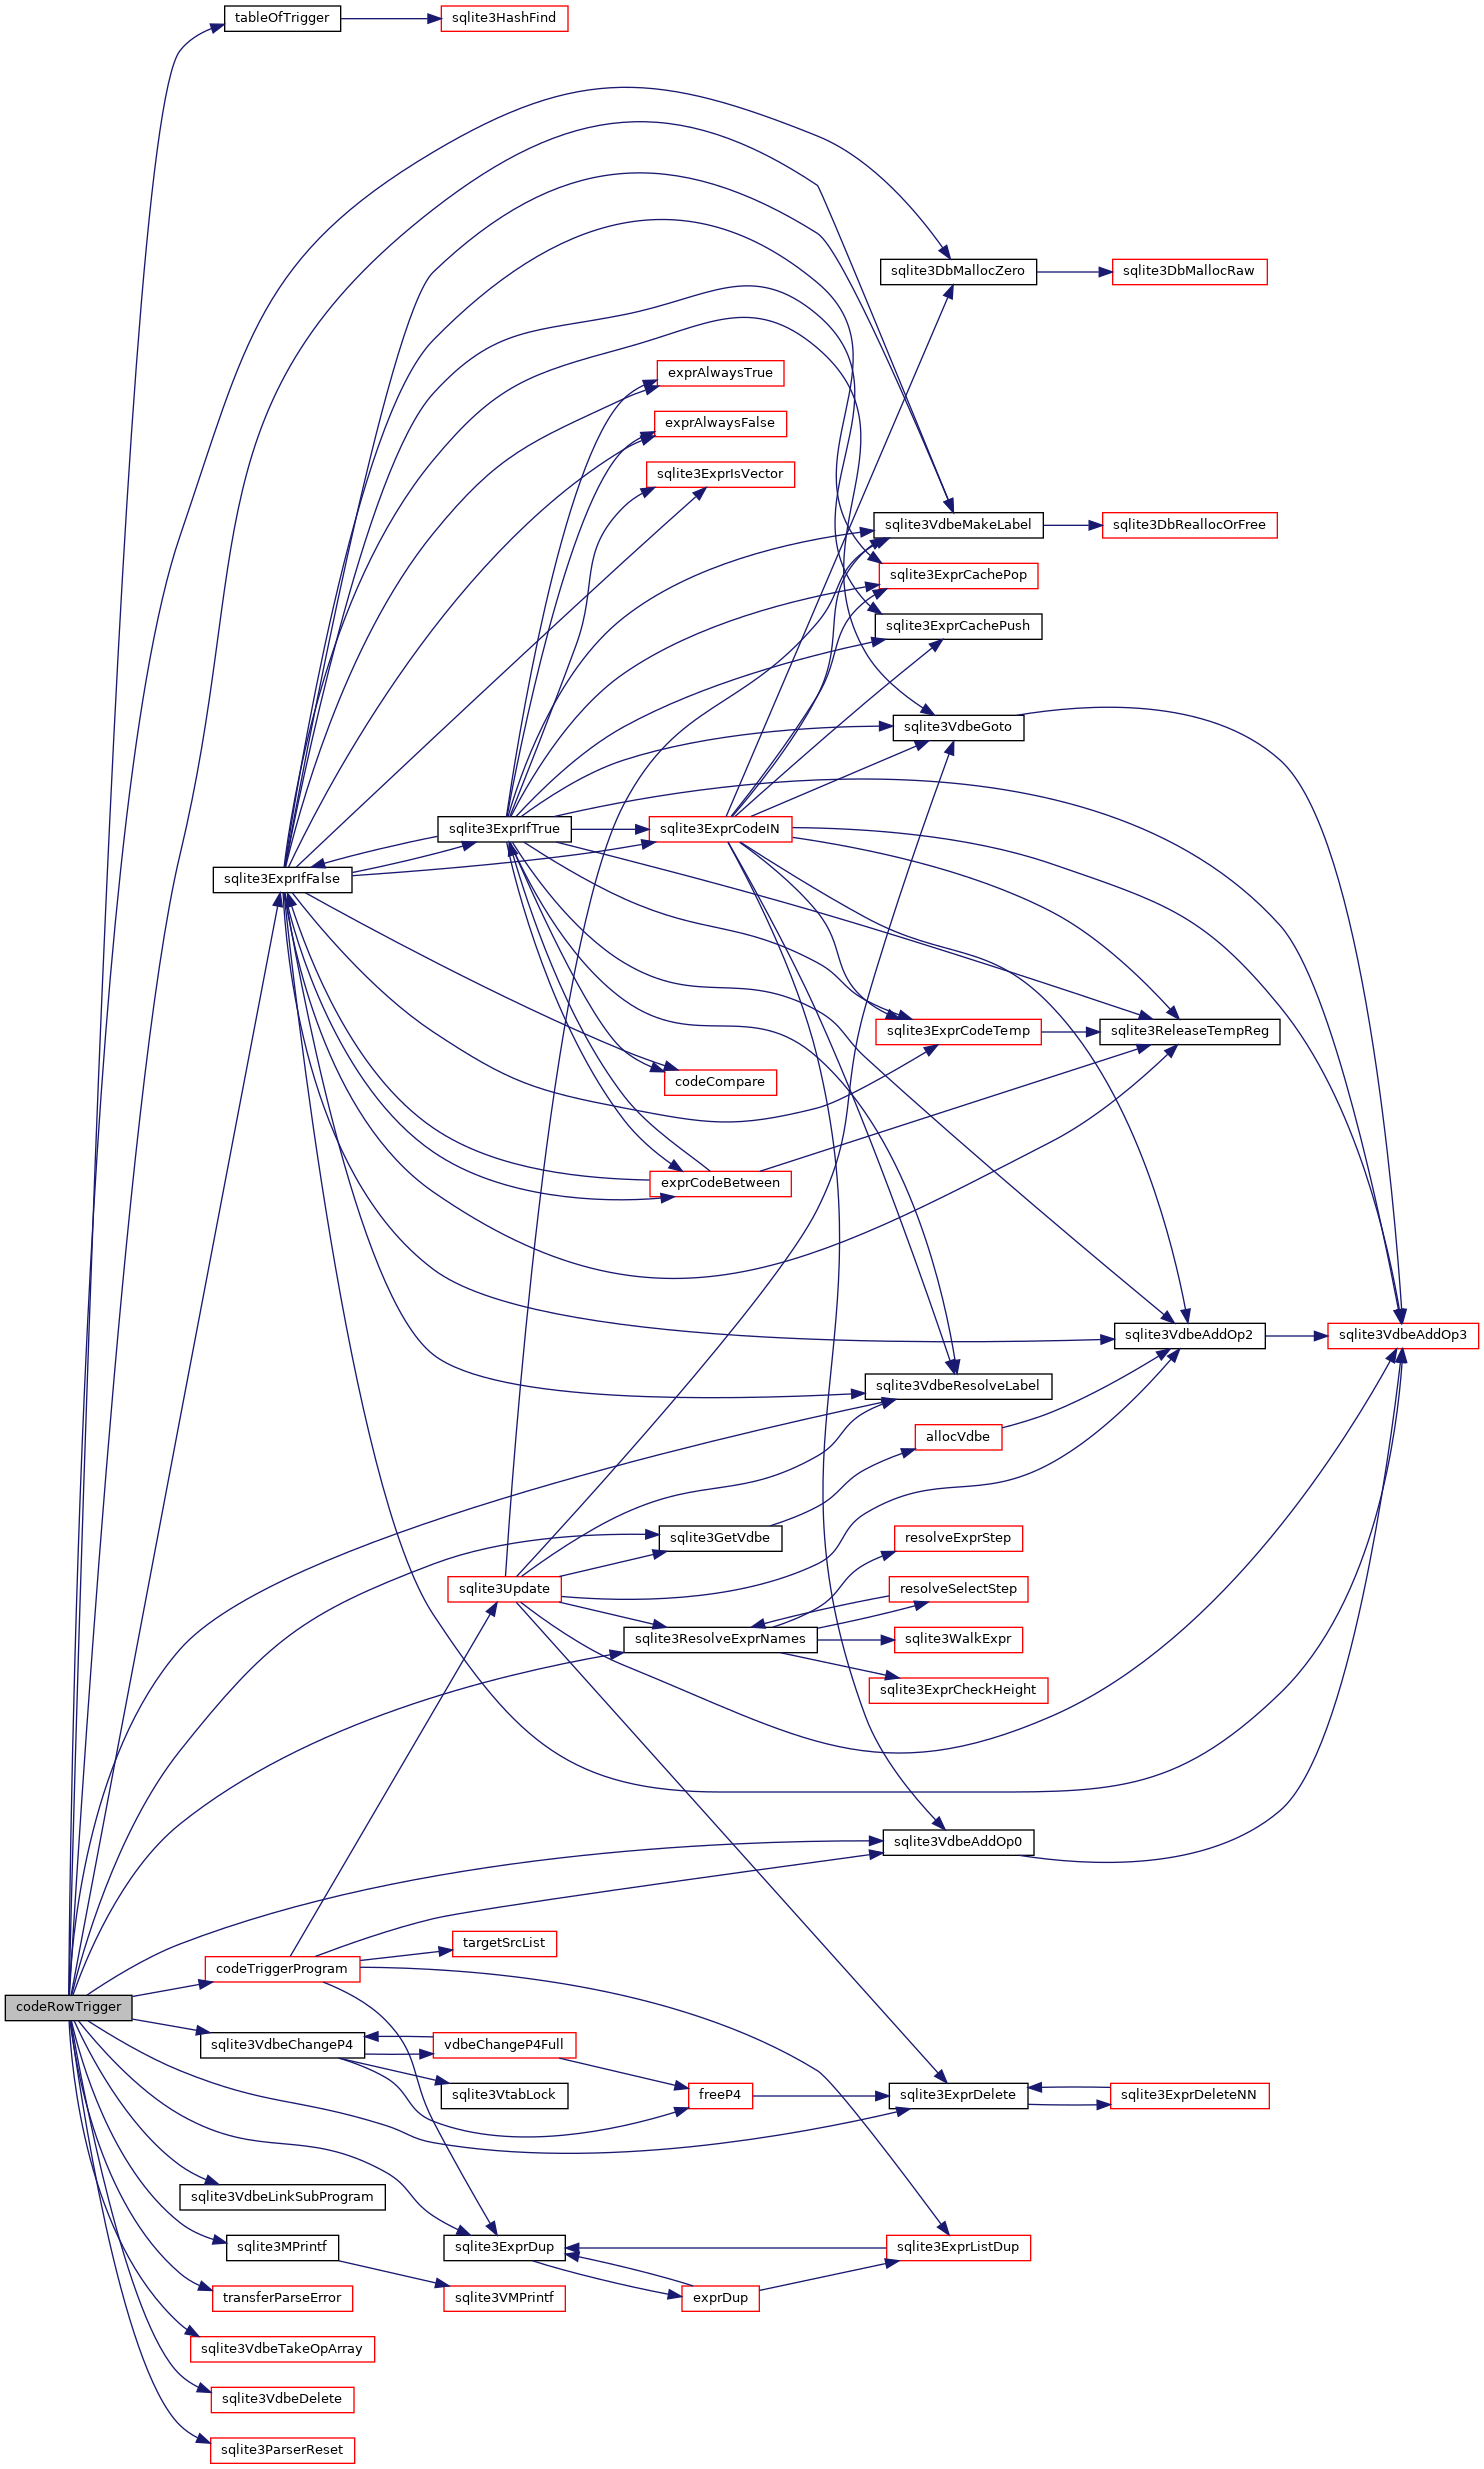 tableOfTrigger
sqlite3HashFind
sqlite3DbMallocZero
sqlite3DbMallocRaw
exprAlwaysTrue
exprAlwaysFalse
sqlite3ExprIsVector
sqlite3VdbeMakeLabel
sqlite3DbReallocOrFree
sqlite3ExprCachePop
sqlite3ExprCachePush
sqlite3VdbeGoto
sqlite3ExprIfTrue
sqlite3ExprCodeIN
sqlite3ExprIfFalse
sqlite3ExprCodeTemp
sqlite3ReleaseTempReg
codeCompare
exprCodeBetween
sqlite3VdbeAddOp2
sqlite3VdbeAddOp3
sqlite3VdbeResolveLabel
allocVdbe
sqlite3GetVdbe
resolveExprStep
sqlite3Update
resolveSelectStep
sqlite3ResolveExprNames
sqlite3WalkExpr
sqlite3ExprCheckHeight
sqlite3VdbeAddOp0
targetSrcList
codeTriggerProgram
codeRowTrigger
sqlite3VdbeChangeP4
vdbeChangeP4Full
sqlite3VtabLock
freeP4
sqlite3ExprDelete
sqlite3ExprDeleteNN
sqlite3VdbeLinkSubProgram
sqlite3MPrintf
sqlite3ExprDup
sqlite3ExprListDup
transferParseError
sqlite3VMPrintf
exprDup
sqlite3VdbeTakeOpArray
sqlite3VdbeDelete
sqlite3ParserReset